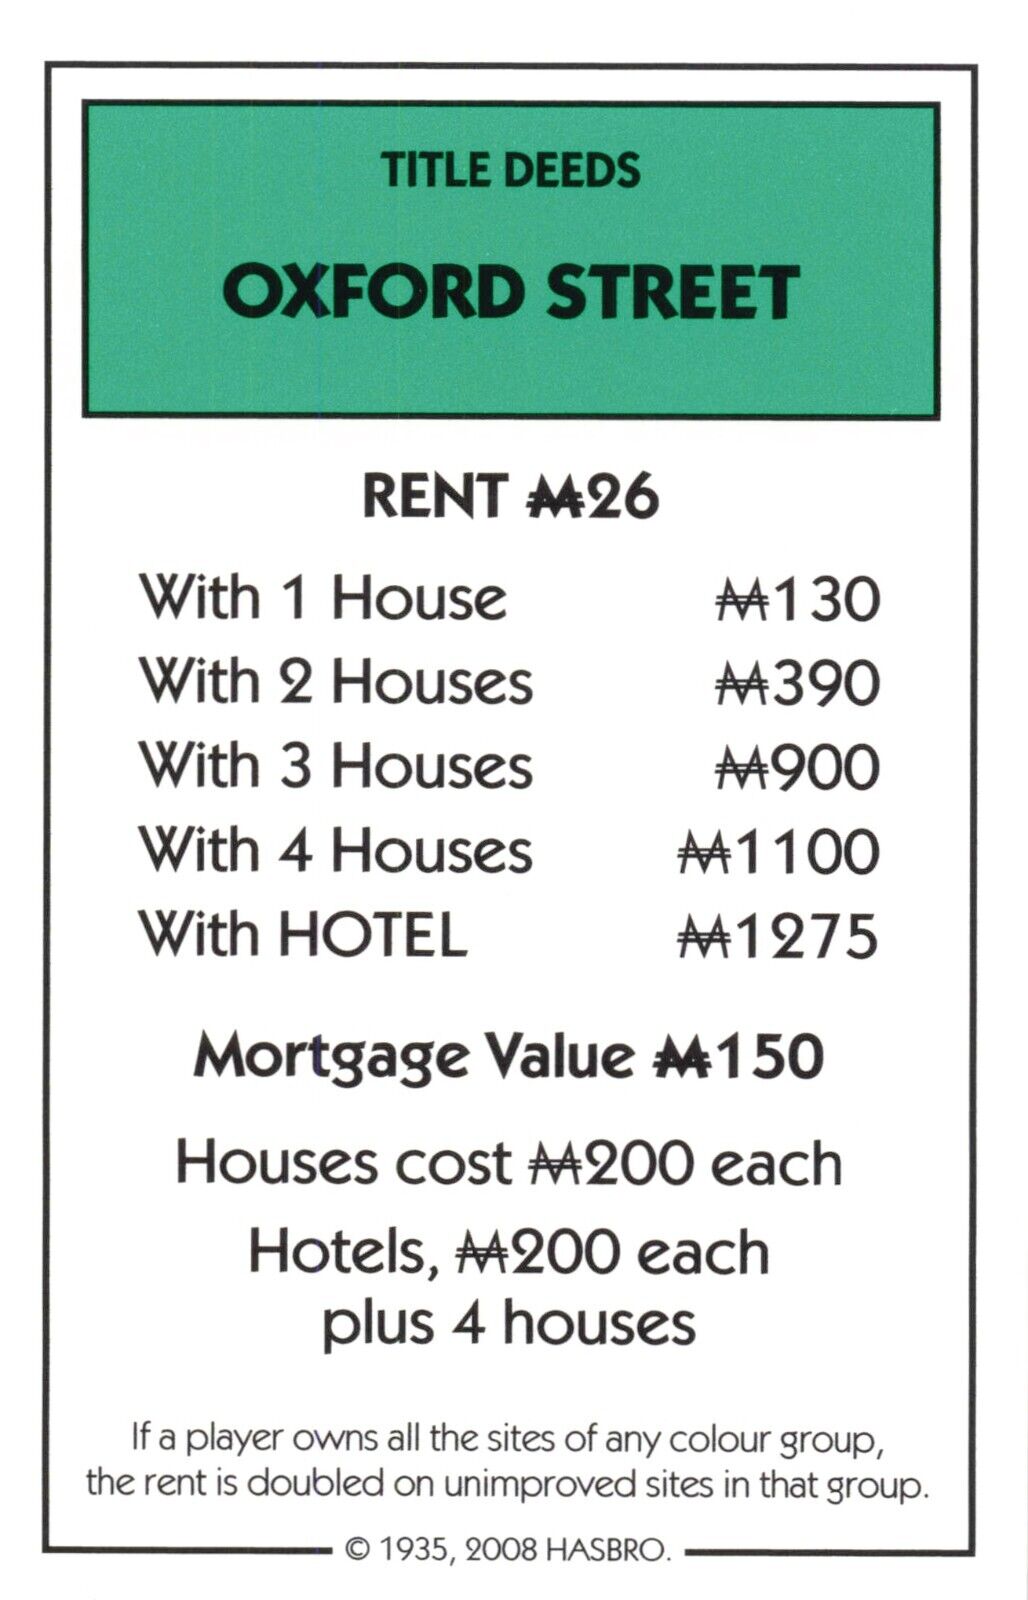 TITLE DEEDS
OXFORD STREET
RENT ₩26
With 1 House ₩130
With 2 Houses ₩390
With 3 Houses ₩900
With 4 Houses ₩1100
With HOTEL ₩1275
Mortgage Value ₩150
Houses cost ₩200 each
Hotels, ₩200 each
plus 4 houses
If a player owns all the sites of any colour group,
the rent is doubled on unimproved sites in that group.
© 1935, 2008 HASBRO.